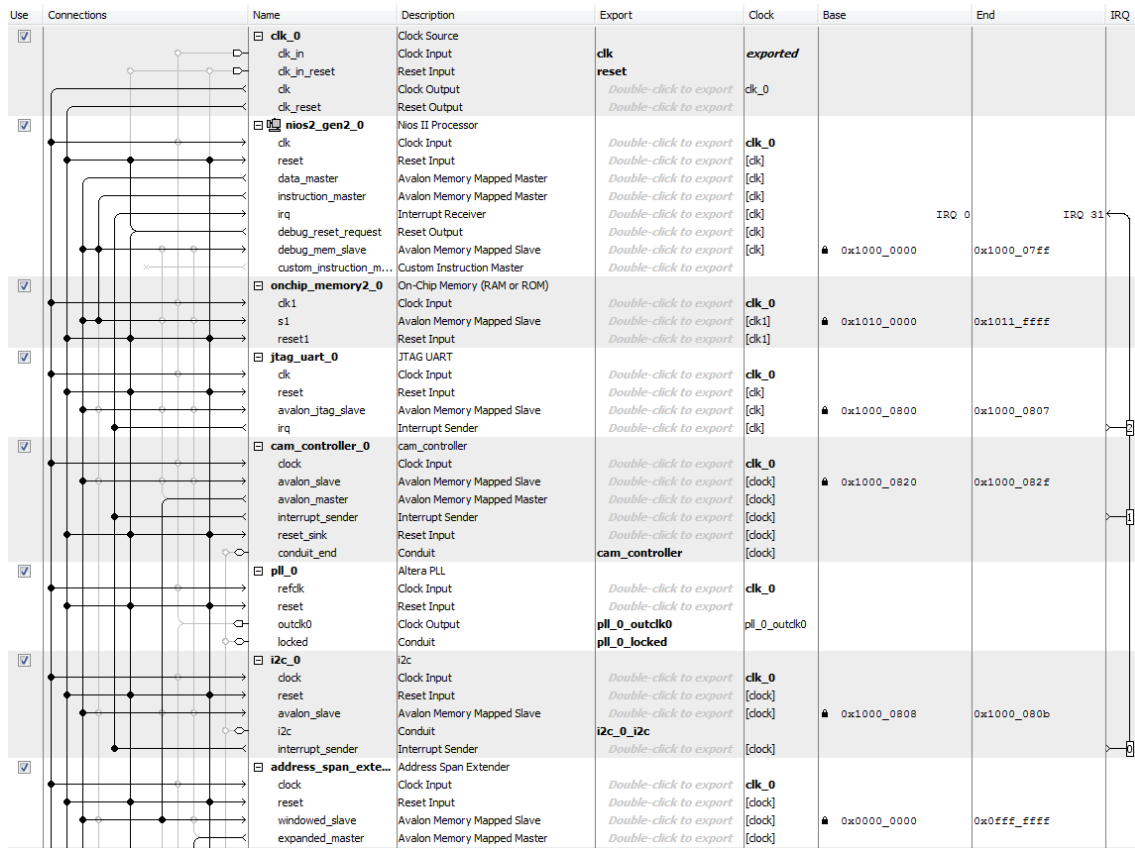 Use Connections Name Description Export Clock Base End IRQ
clk_0 Clock Source
clk_in Clock Input clk exported
clk_in_reset Reset Input reset
clk Clock Output Double-click to export clk_0
clk_reset Reset Output Double-click to export
nios2_gen2_0 Nios II Processor
clk Clock Input Double-click to export clk_0
reset Reset Input Double-click to export [clk]
data_master Avalon Memory Mapped Master Double-click to export [clk]
instruction_master Avalon Memory Mapped Master Double-click to export [clk]
irq Interrupt Receiver Double-click to export [clk] IRQ 0 IRQ 31
debug_reset_request Reset Output Double-click to export [clk]
debug_mem_slave Avalon Memory Mapped Slave Double-click to export [clk] 0x1000_0000 0x1000_07ff
custom_instruction_m... Custom Instruction Master Double-click to export
onchip_memory2_0 On-Chip Memory (RAM or ROM)
clk1 Clock Input Double-click to export clk_0
s1 Avalon Memory Mapped Slave Double-click to export [clk1] 0x1010_0000 0x1011_ffff
reset1 Reset Input Double-click to export [clk1]
jtag_uart_0 JTAG UART
clk Clock Input Double-click to export clk_0
reset Reset Input Double-click to export [clk]
avalon_jtag_slave Avalon Memory Mapped Slave Double-click to export [clk] 0x1000_0800 0x1000_0807
irq Interrupt Sender Double-click to export [clk] 2
cam_controller_0 cam_controller
clock Clock Input Double-click to export clk_0
avalon_slave Avalon Memory Mapped Slave Double-click to export [clock] 0x1000_0820 0x1000_082f
avalon_master Avalon Memory Mapped Master Double-click to export [clock]
interrupt_sender Interrupt Sender Double-click to export [clock] 1
reset_sink Reset Input Double-click to export [clock]
conduit_end Conduit cam_controller [clock]
pll_0 Altera PLL
refclk Clock Input Double-click to export clk_0
reset Reset Input Double-click to export
outclk0 Clock Output pll_0_outclk0 pll_0_outclk0
locked Conduit pll_0_locked
i2c_0 i2c
clock Clock Input Double-click to export clk_0
reset Reset Input Double-click to export [clock]
avalon_slave Avalon Memory Mapped Slave Double-click to export [clock] 0x1000_0808 0x1000_080b
i2c Conduit i2c_0_i2c
interrupt_sender Interrupt Sender Double-click to export [clock] 0
address_span_exte... Address Span Extender
clock Clock Input Double-click to export clk_0
reset Reset Input Double-click to export [clock]
windowed_slave Avalon Memory Mapped Slave Double-click to export [clock] 0x0000_0000 0x0fff_ffff
expanded_master Avalon Memory Mapped Master Double-click to export [clock]